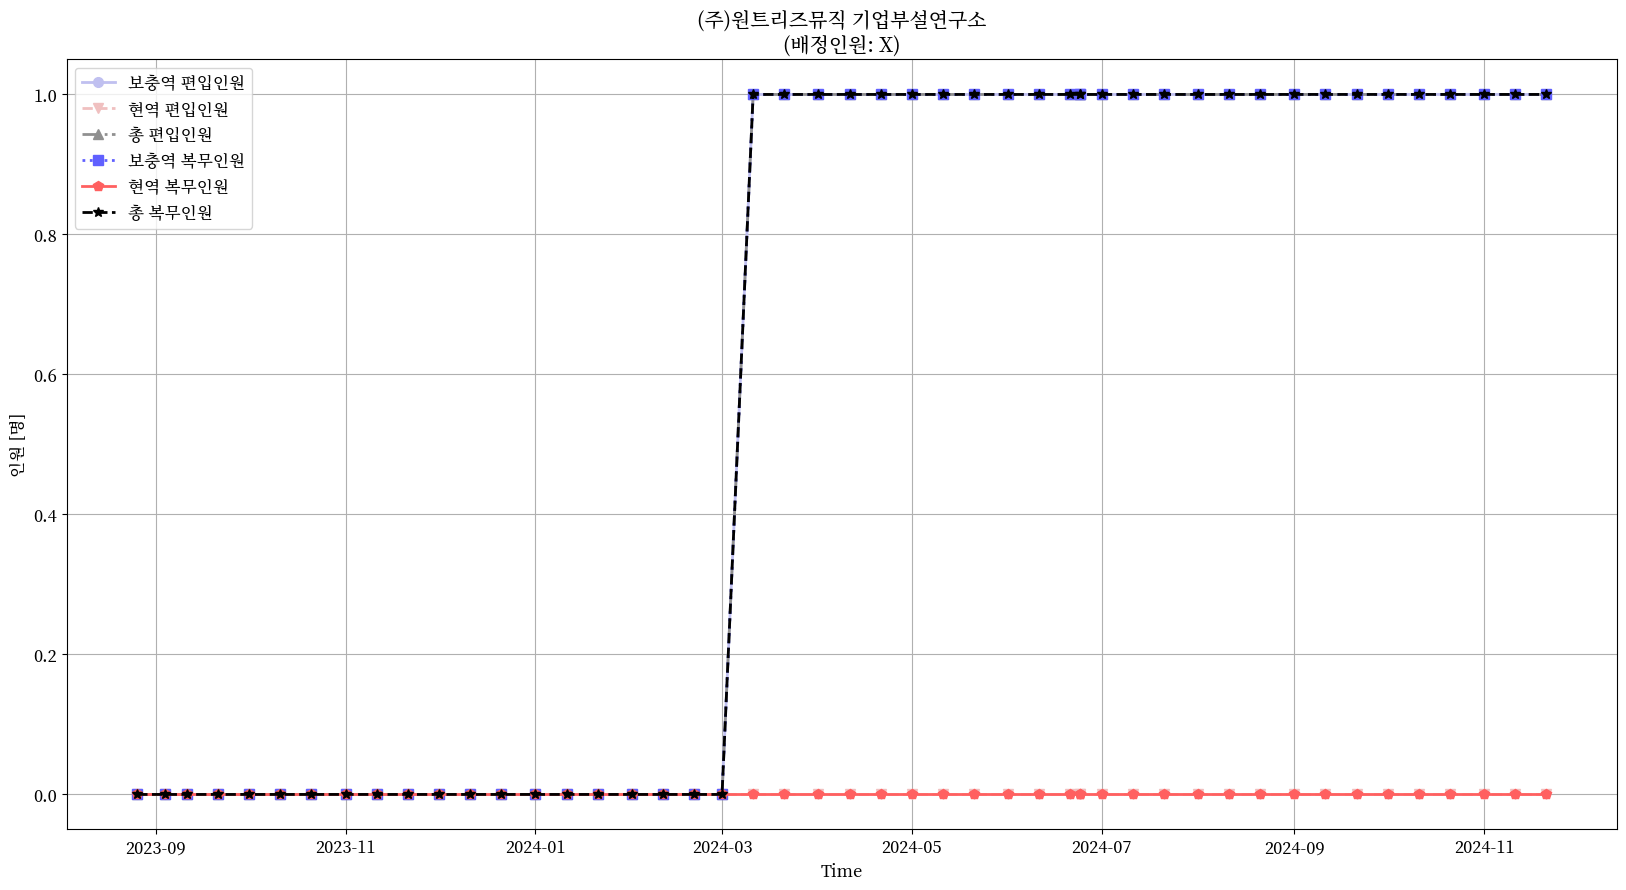 (주)원트리즈뮤직 기업부설연구소
(배정인원: X)
보충역 편입인원
현역 편입인원
총 편입인원
보충역 복무인원
현역 복무인원
총 복무인원
1.0
0.8
0.6
0.4
0.2
0.0
인원 [명]
2023-09
2023-11
2024-01
2024-03
2024-05
2024-07
2024-09
2024-11
Time